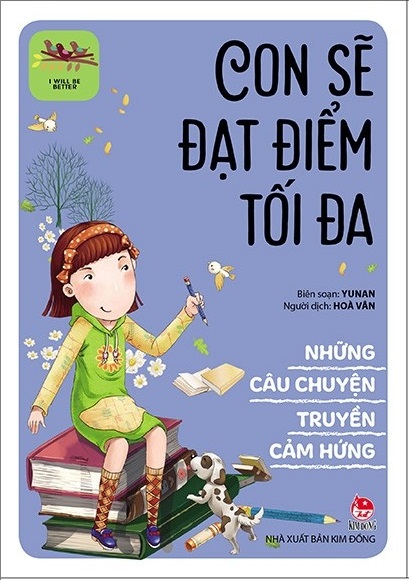 I WILL BE
BETTER
CON SẼ
ĐẠT ĐIỂM
TỐI ĐA
Biên soạn: YUNAN
Người dịch: HOÀ VÂN
NHỮNG
CÂU CHUYỆN
TRUYỀN
CẢM HỨNG
KIM ĐỒNG
NHÀ XUẤT BẢN KIM ĐỒNG